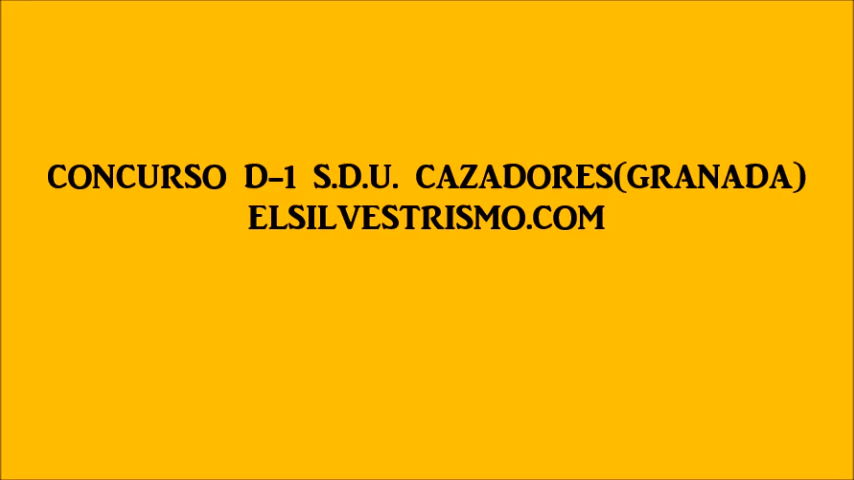 CONCURSO D-1 S.D.U. CAZADORES(GRANADA)
ELSILVESTRISMO.COM